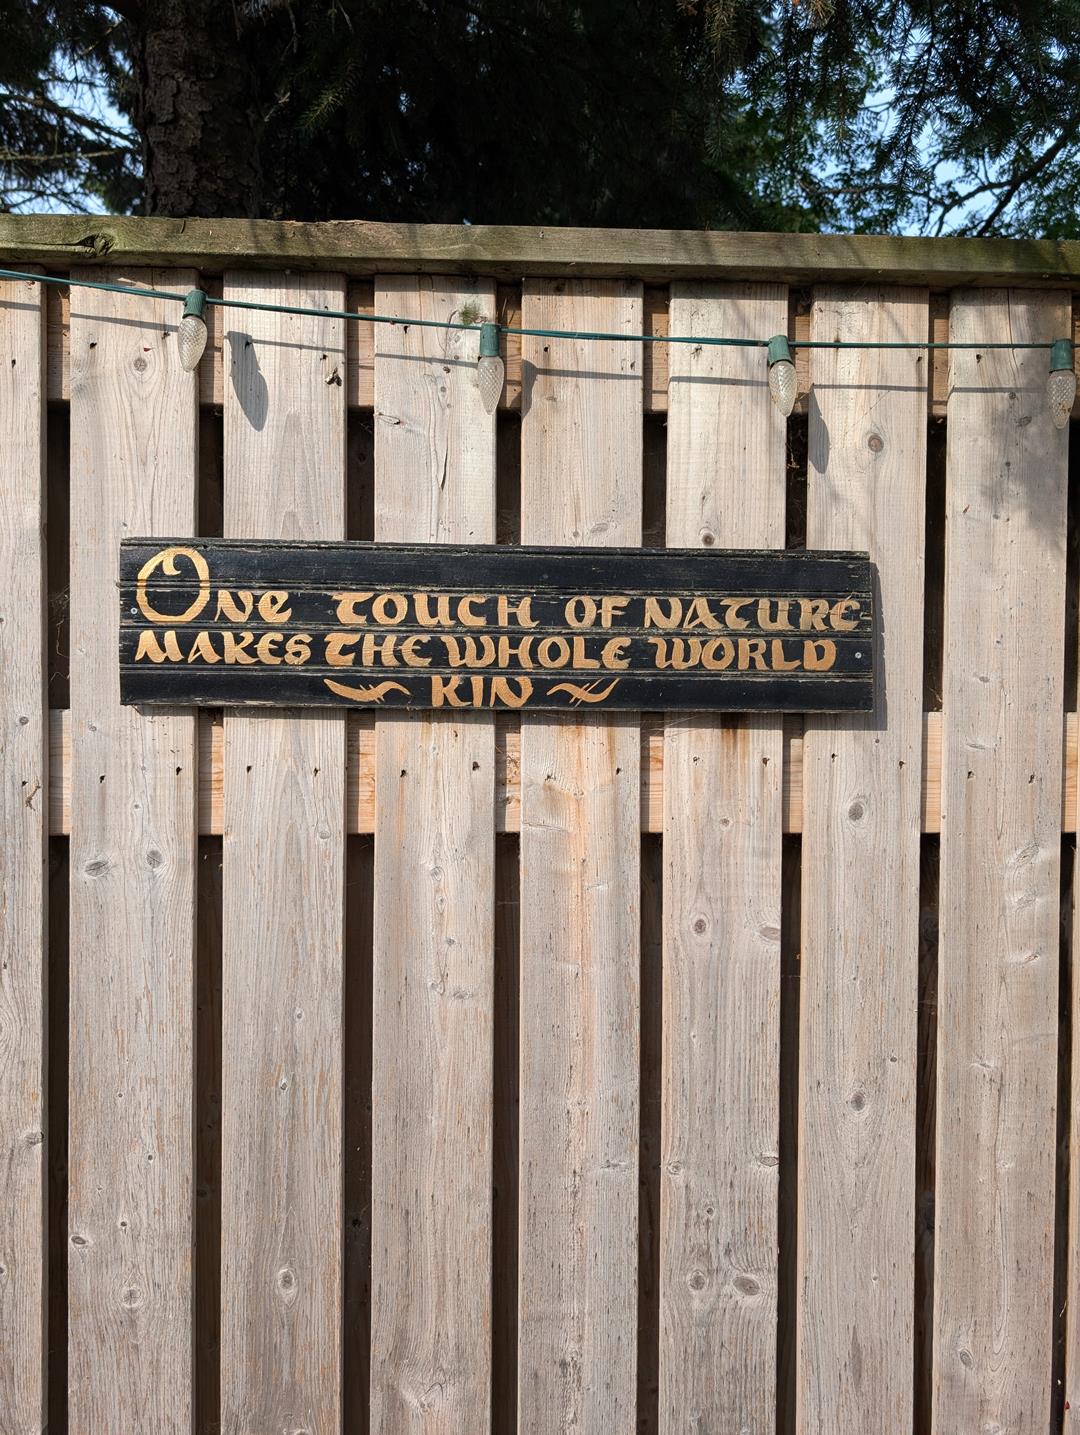 One touch of nature
makes the whole world
kin